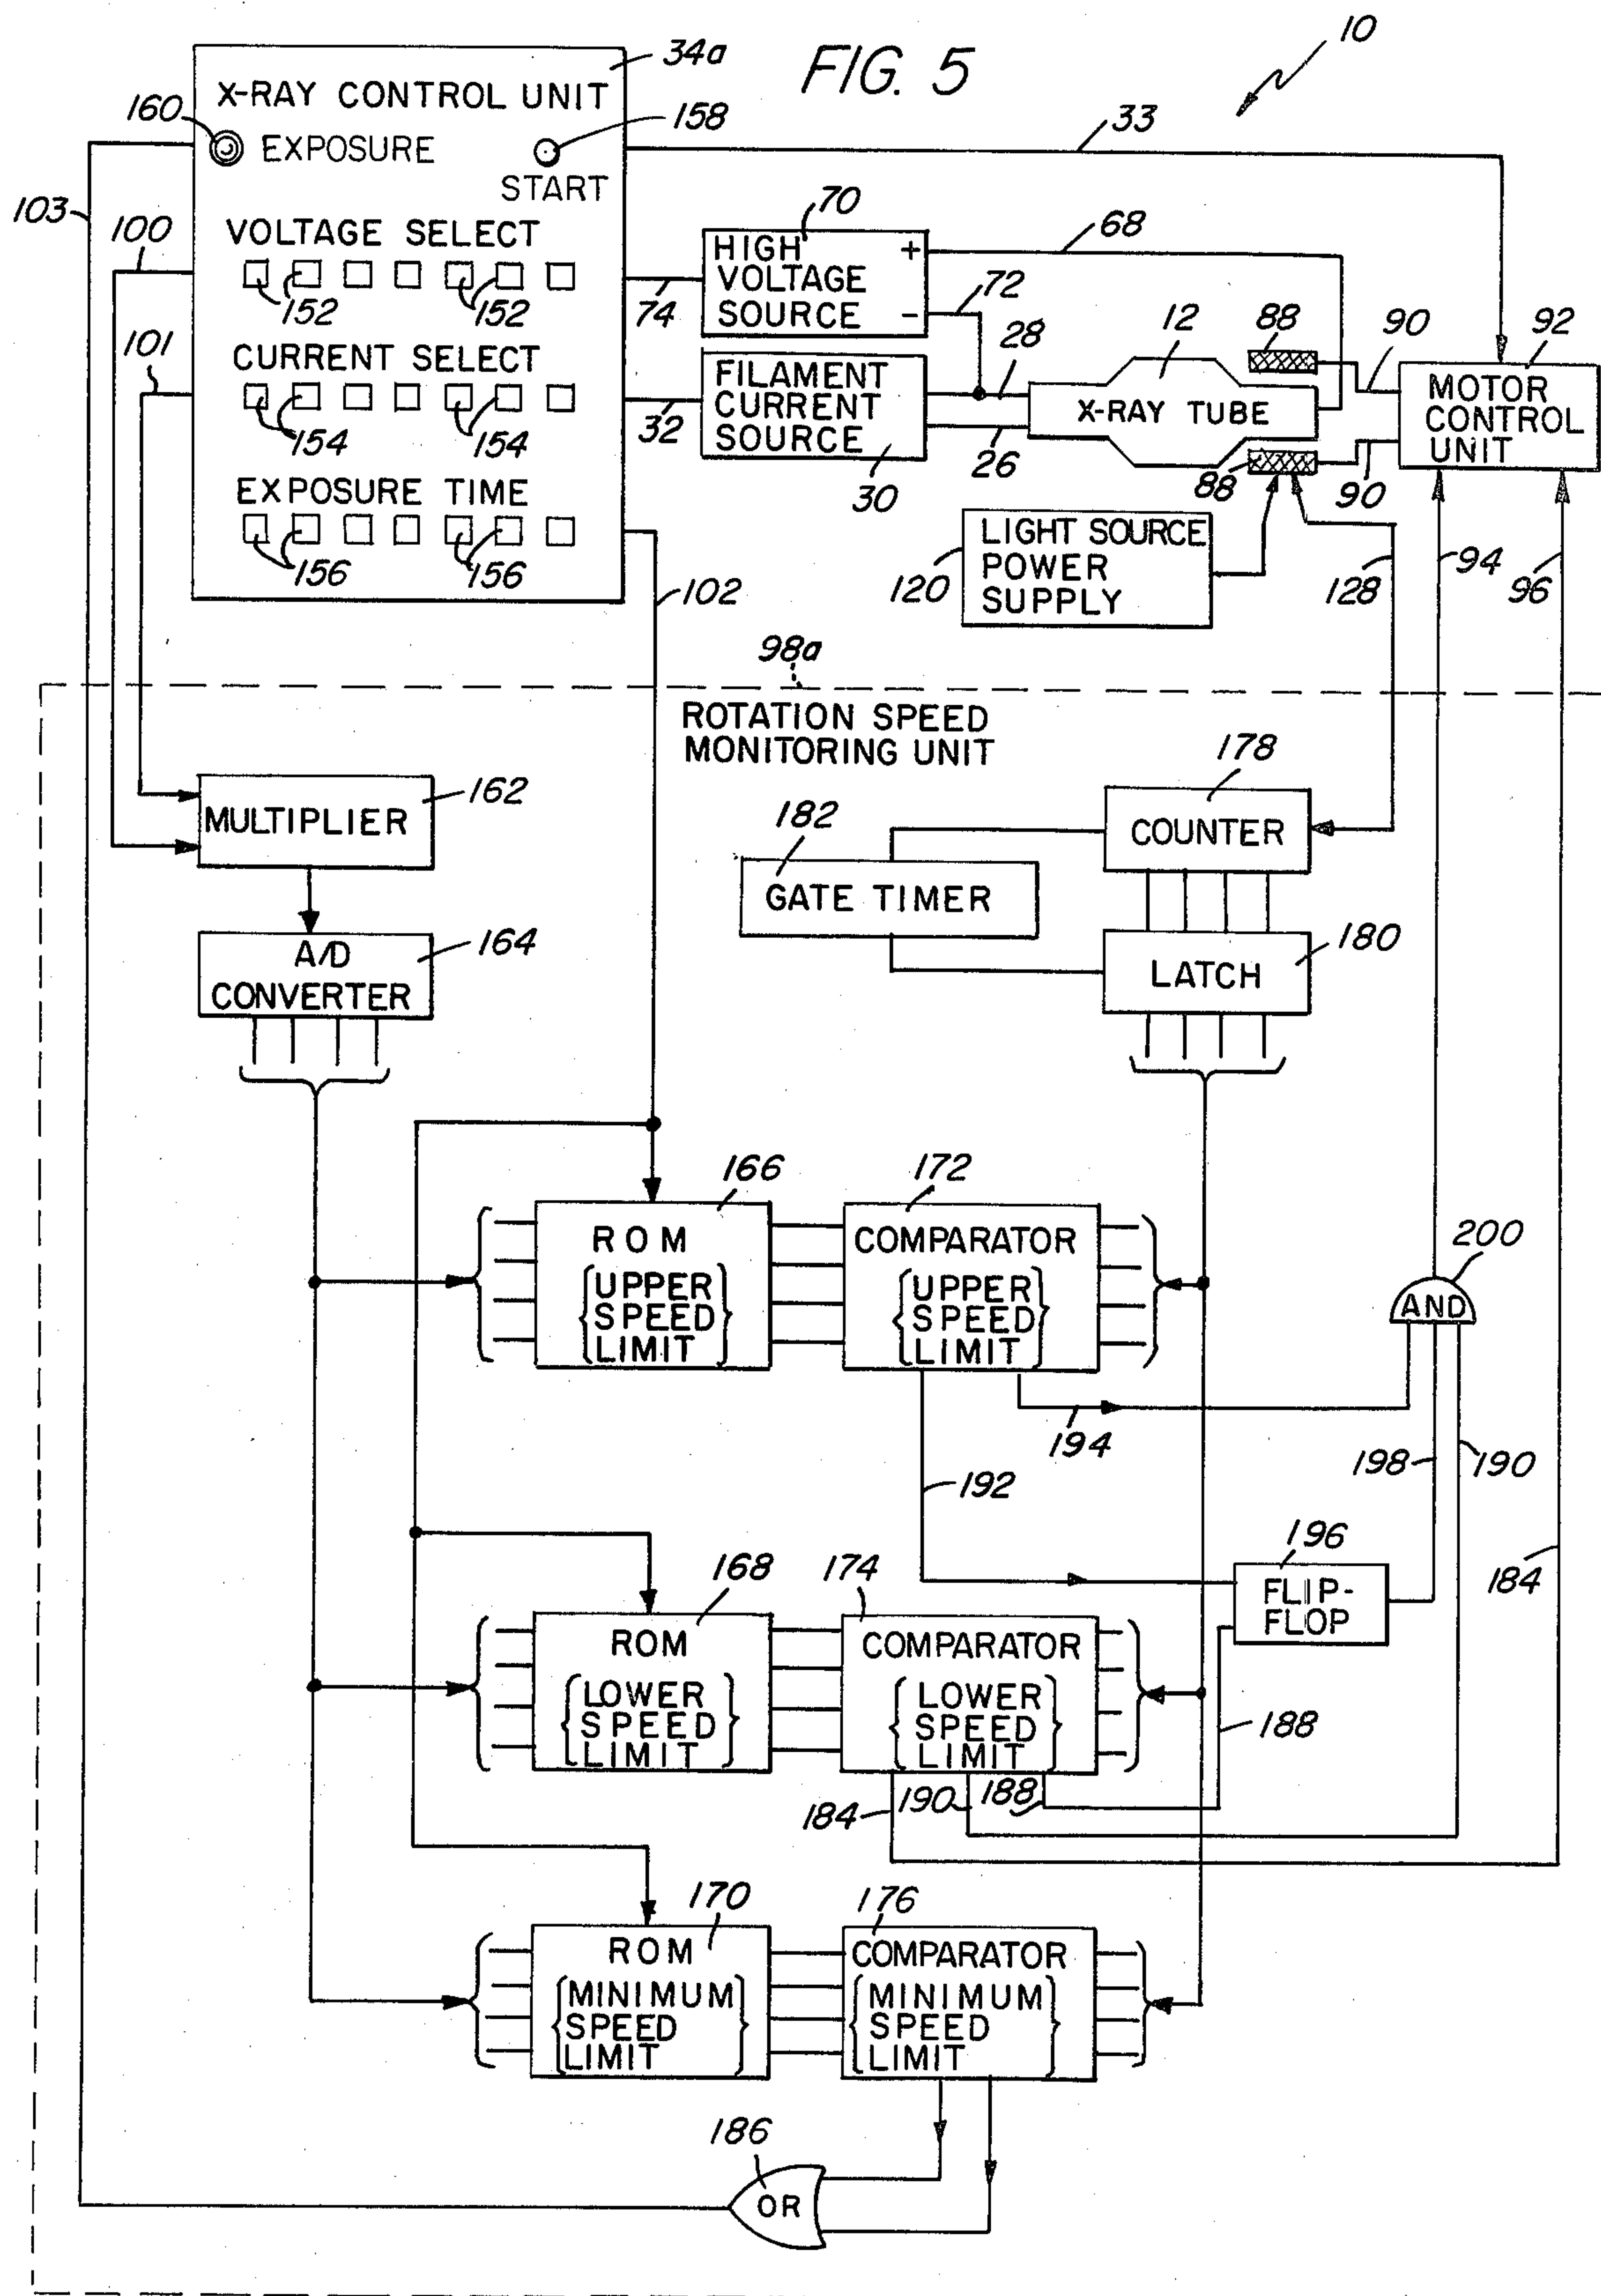 FIG. 5
10
34a
X-RAY CONTROL UNIT
160
EXPOSURE
158
START
33
103
100
VOLTAGE SELECT
152
152
74
70
HIGH
VOLTAGE
SOURCE
+
-
68
72
101
CURRENT SELECT
154
154
32
FILAMENT
CURRENT
SOURCE
30
28
26
12
X-RAY TUBE
88
88
90
90
92
MOTOR
CONTROL
UNIT
EXPOSURE TIME
156
156
102
LIGHT SOURCE
POWER
SUPPLY
120
128
94
96
98a
ROTATION SPEED
MONITORING UNIT
MULTIPLIER
162
178
COUNTER
182
GATE TIMER
A/D
CONVERTER
164
LATCH
180
166
ROM
UPPER
SPEED
LIMIT
172
COMPARATOR
UPPER
SPEED
LIMIT
200
AND
194
192
198
190
196
FLIP-
FLOP
184
168
ROM
LOWER
SPEED
LIMIT
174
COMPARATOR
LOWER
SPEED
LIMIT
188
184
190
188
170
ROM
MINIMUM
SPEED
LIMIT
176
COMPARATOR
MINIMUM
SPEED
LIMIT
186
OR